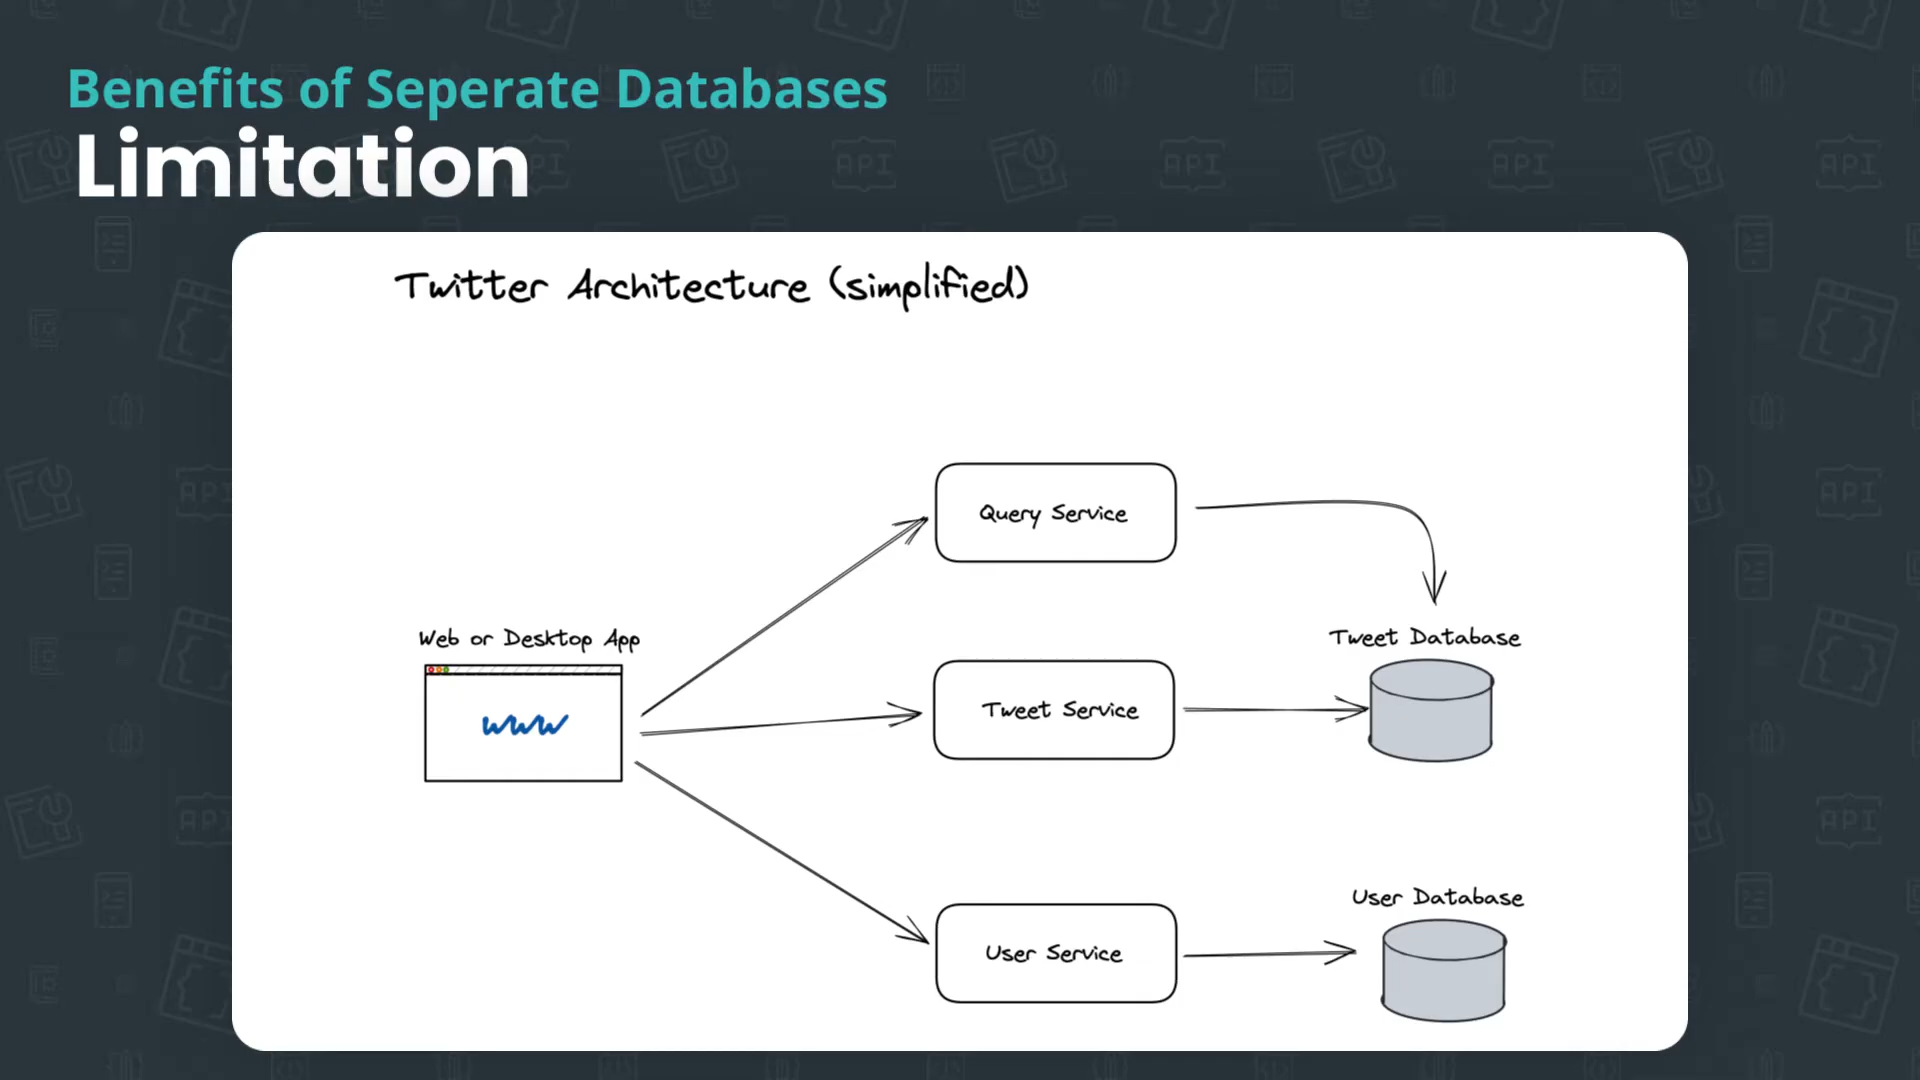 Benefits of Seperate Databases
Limitation
Twitter Architecture (simplified)
Query Service
Web or Desktop App
Tweet Database
www
Tweet Service
User Database
User Service